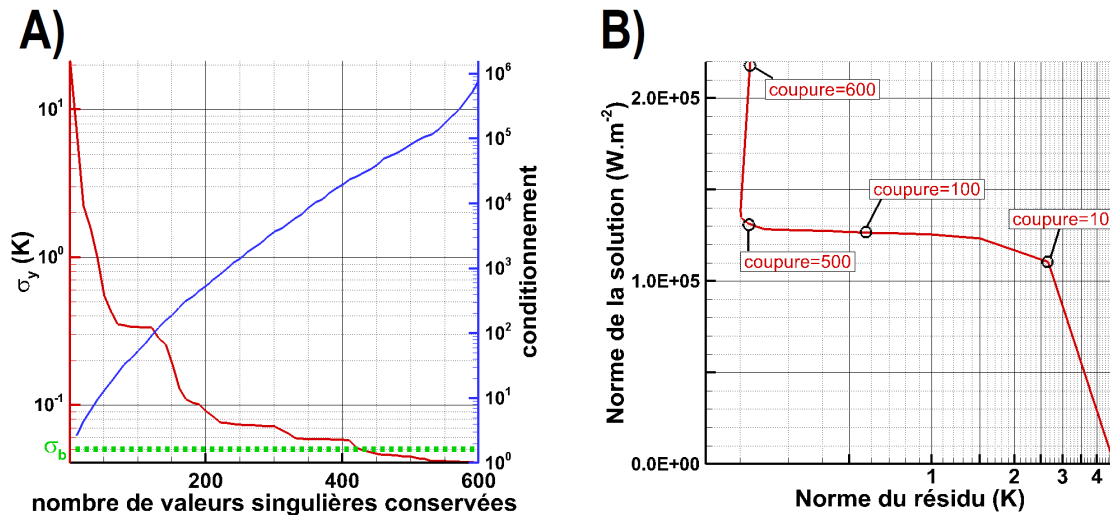 A)
10^1
10^0
10^-1
σ_y (K)
σ_b
10^6
10^5
10^4
10^3
10^2
10^1
10^0
conditionnement
200
400
600
nombre de valeurs singulières conservées
B)
2.0E+05
1.0E+05
0.0E+00
Norme de la solution (W.m^-2)
coupure=600
coupure=100
coupure=10
coupure=500
1
2
3
4
Norme du résidu (K)